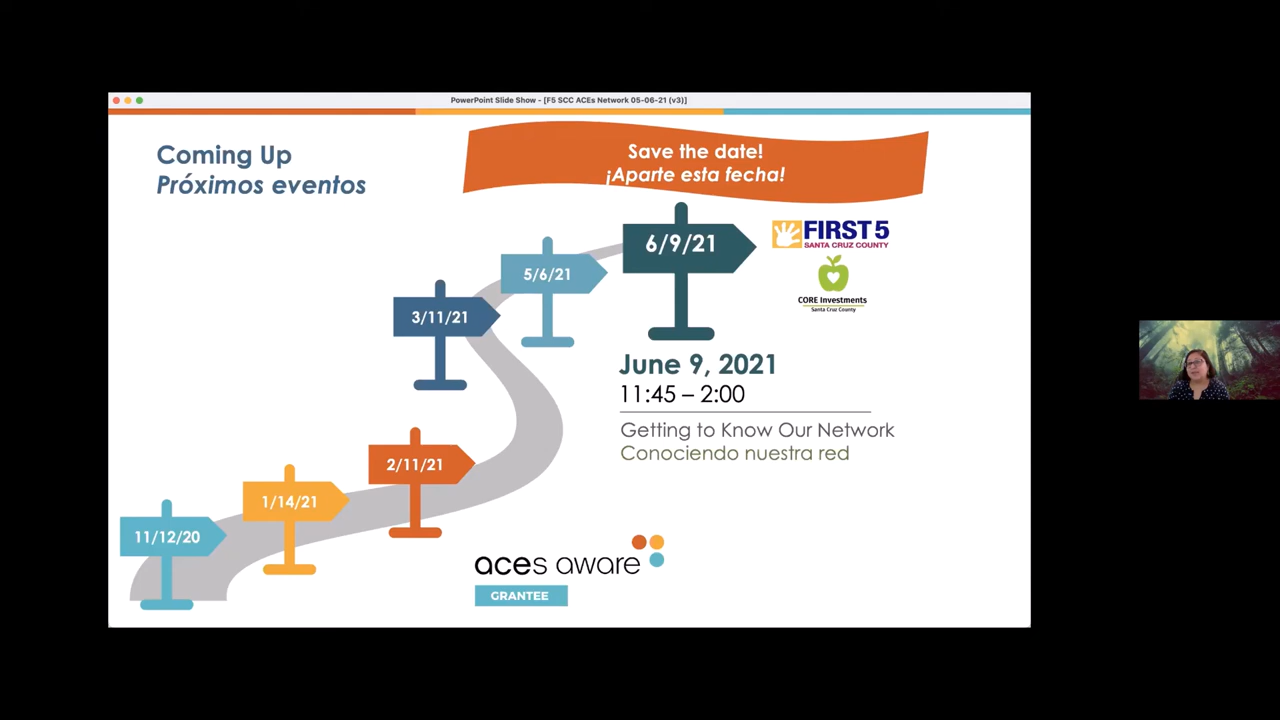 PowerPoint Slide Show - [F5 SCC ACEs Network 05-06-21 (v3)]
Coming Up
Próximos eventos
Save the date!
¡Aparte esta fecha!
6/9/21
FIRST 5
SANTA CRUZ COUNTY
CORE Investments
Santa Cruz County
5/6/21
3/11/21
June 9, 2021
11:45 – 2:00
Getting to Know Our Network
Conociendo nuestra red
2/11/21
1/14/21
11/12/20
aces aware
GRANTEE